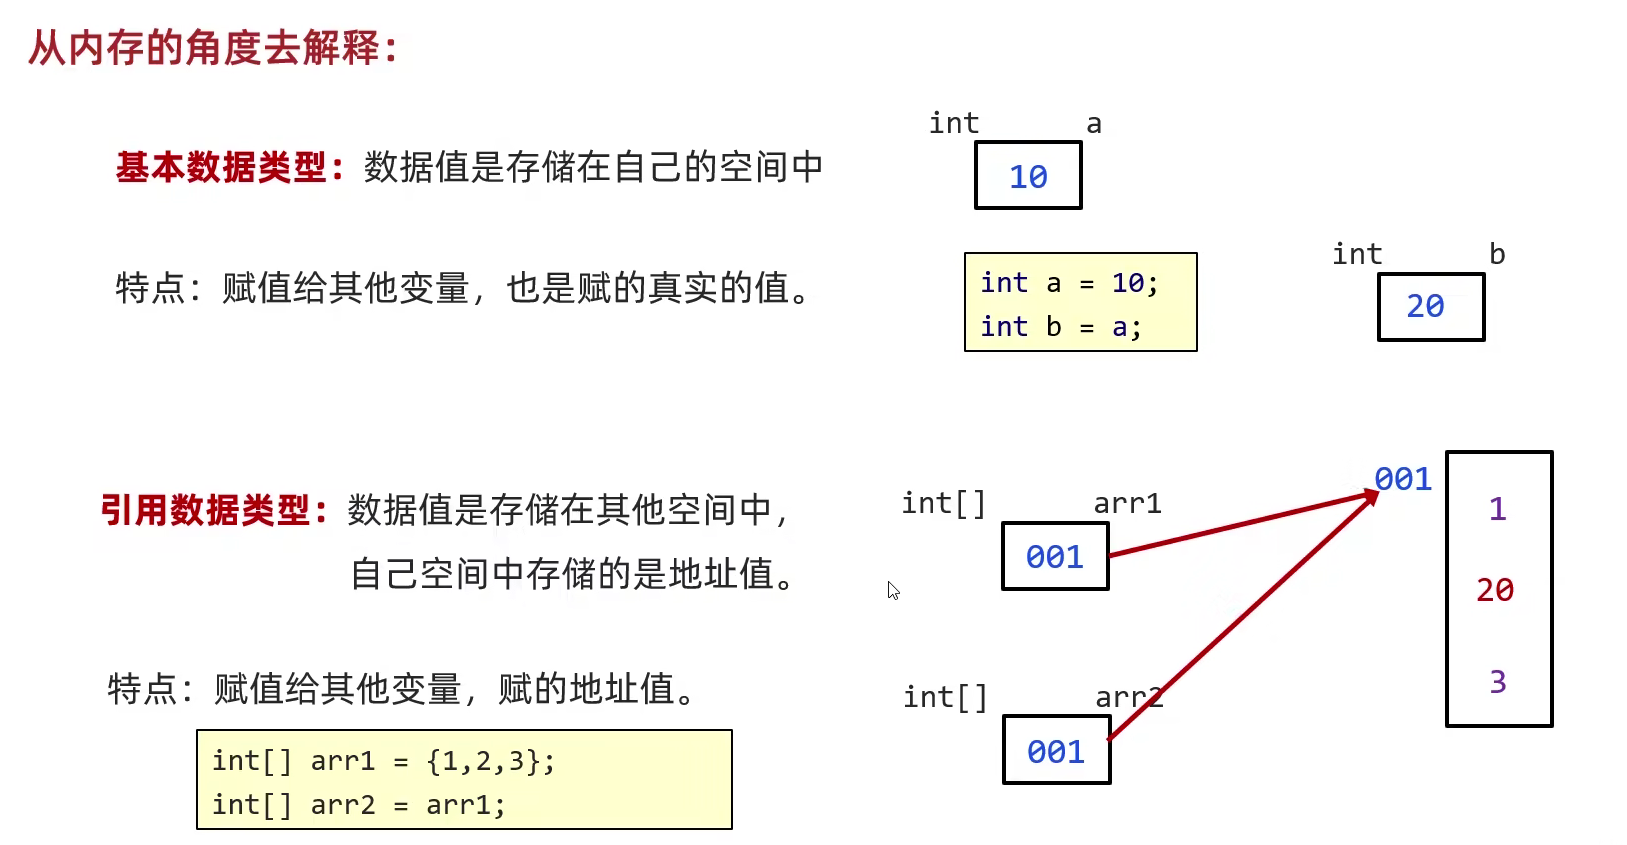 从内存的角度去解释：
int a
基本数据类型：数据值是存储在自己的空间中
10
int b
特点：赋值给其他变量，也是赋的真实的值。
int a = 10;
int b = a;
20
引用数据类型：数据值是存储在其他空间中，
自己空间中存储的是地址值。
int[] arr1
001
001
1
20
3
特点：赋值给其他变量，赋的地址值。
int[] arr2
001
int[] arr1 = {1,2,3};
int[] arr2 = arr1;